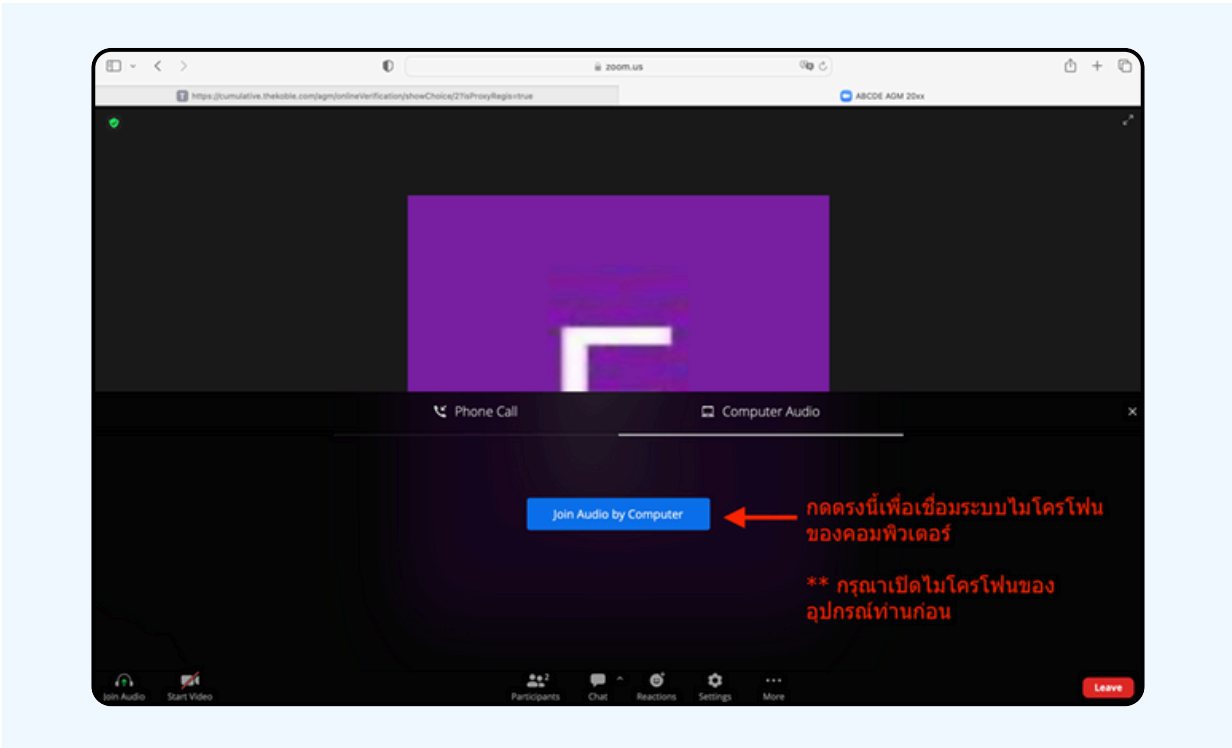 zoom.us
https://cumulative.thekoble.com/agm/onlineVerification/showChoice/2?isProxyRegis=true
ABCDE AGM 20xx
Phone Call
Computer Audio
Join Audio by Computer
กดตรงนี้เพื่อเชื่อมระบบไมโครโฟน
ของคอมพิวเตอร์
** กรุณาเปิดไมโครโฟนของ
อุปกรณ์ท่านก่อน
Join Audio
Start Video
2
Participants
Chat
Reactions
Settings
More
Leave